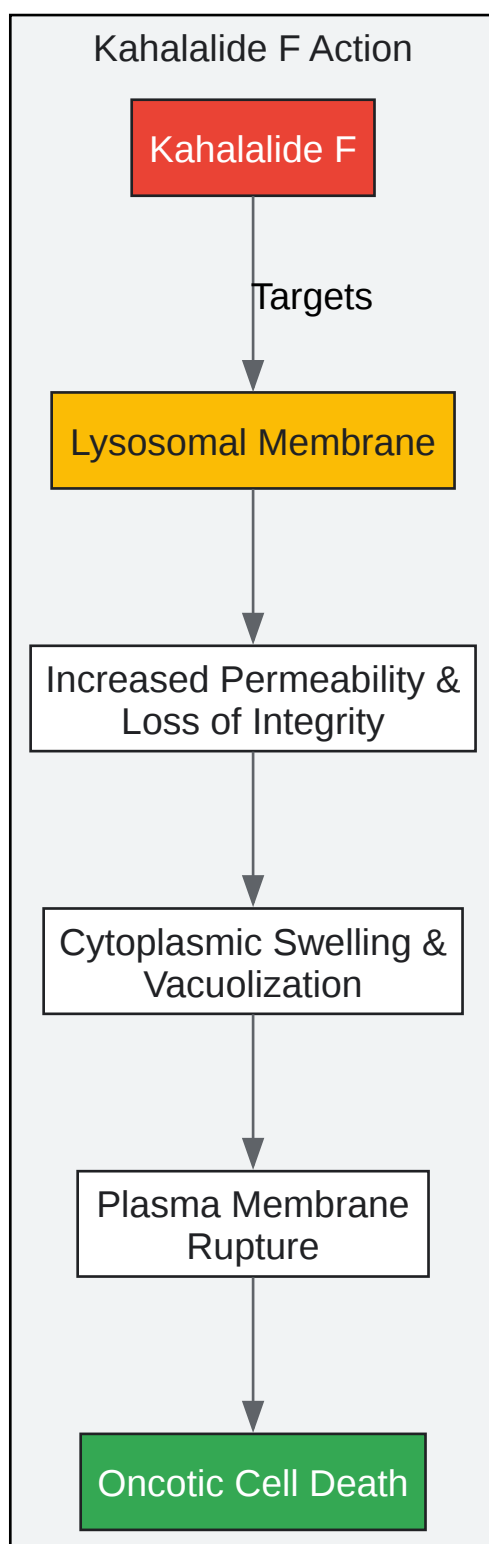 Kahalalide F Action
Kahalalide F
Targets
Lysosomal Membrane
Increased Permeability &
Loss of Integrity
Cytoplasmic Swelling &
Vacuolization
Plasma Membrane
Rupture
Oncotic Cell Death